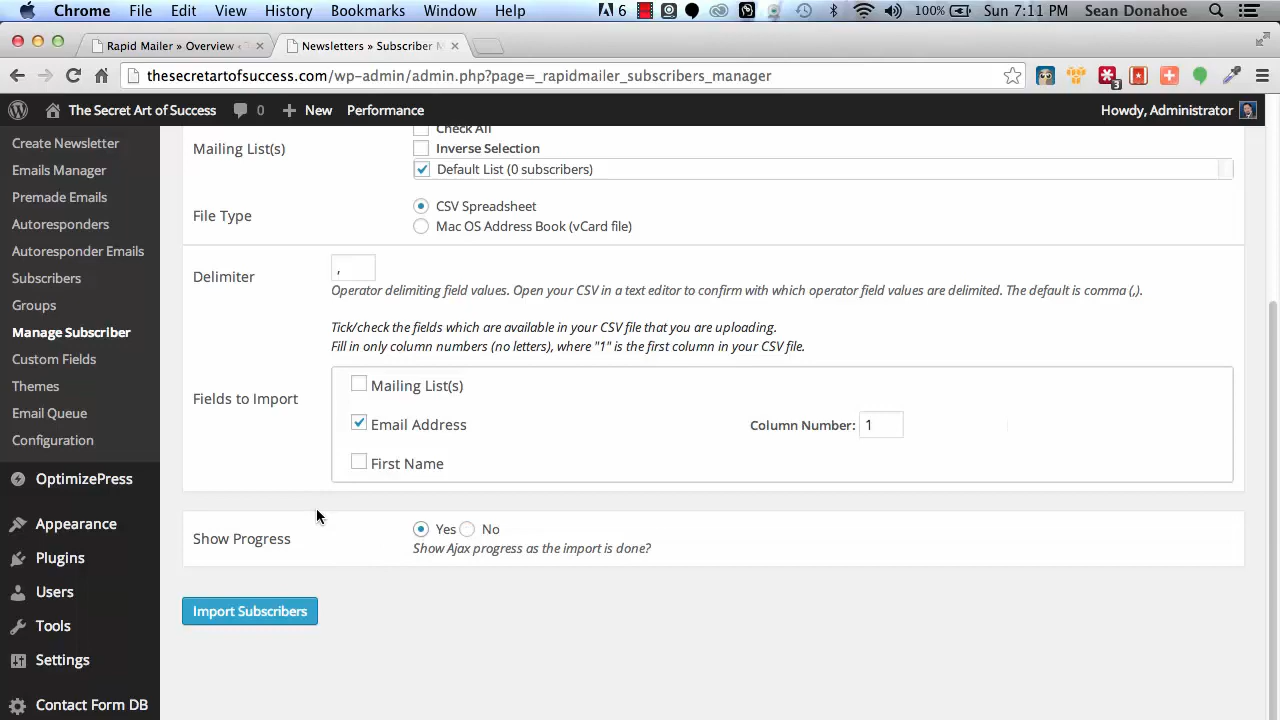 Chrome File Edit View History Bookmarks Window Help 6 100% Sun 7:11 PM Sean Donahoe
Rapid Mailer » Overview ‹
Newsletters » Subscriber M
thesecretartofsuccess.com/wp-admin/admin.php?page=_rapidmailer_subscribers_manager
3
The Secret Art of Success 0 New Performance Howdy, Administrator
Create Newsletter
Emails Manager
Premade Emails
Autoresponders
Autoresponder Emails
Subscribers
Groups
Manage Subscriber
Custom Fields
Themes
Email Queue
Configuration
OptimizePress
Appearance
Plugins
Users
Tools
Settings
Contact Form DB
Check All
Mailing List(s)
Inverse Selection
Default List (0 subscribers)
File Type
CSV Spreadsheet
Mac OS Address Book (vCard file)
Delimiter
,
Operator delimiting field values. Open your CSV in a text editor to confirm with which operator field values are delimited. The default is comma (,).
Tick/check the fields which are available in your CSV file that you are uploading.
Fill in only column numbers (no letters), where "1" is the first column in your CSV file.
Fields to Import
Mailing List(s)
Email Address Column Number: 1
First Name
Show Progress
Yes No
Show Ajax progress as the import is done?
Import Subscribers